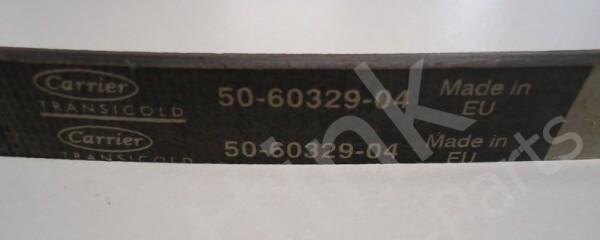 Carrier
TRANSICOLD
50-60329-04
Made in
EU
Carrier
TRANSICOLD
50-60329-04
Made in
EU